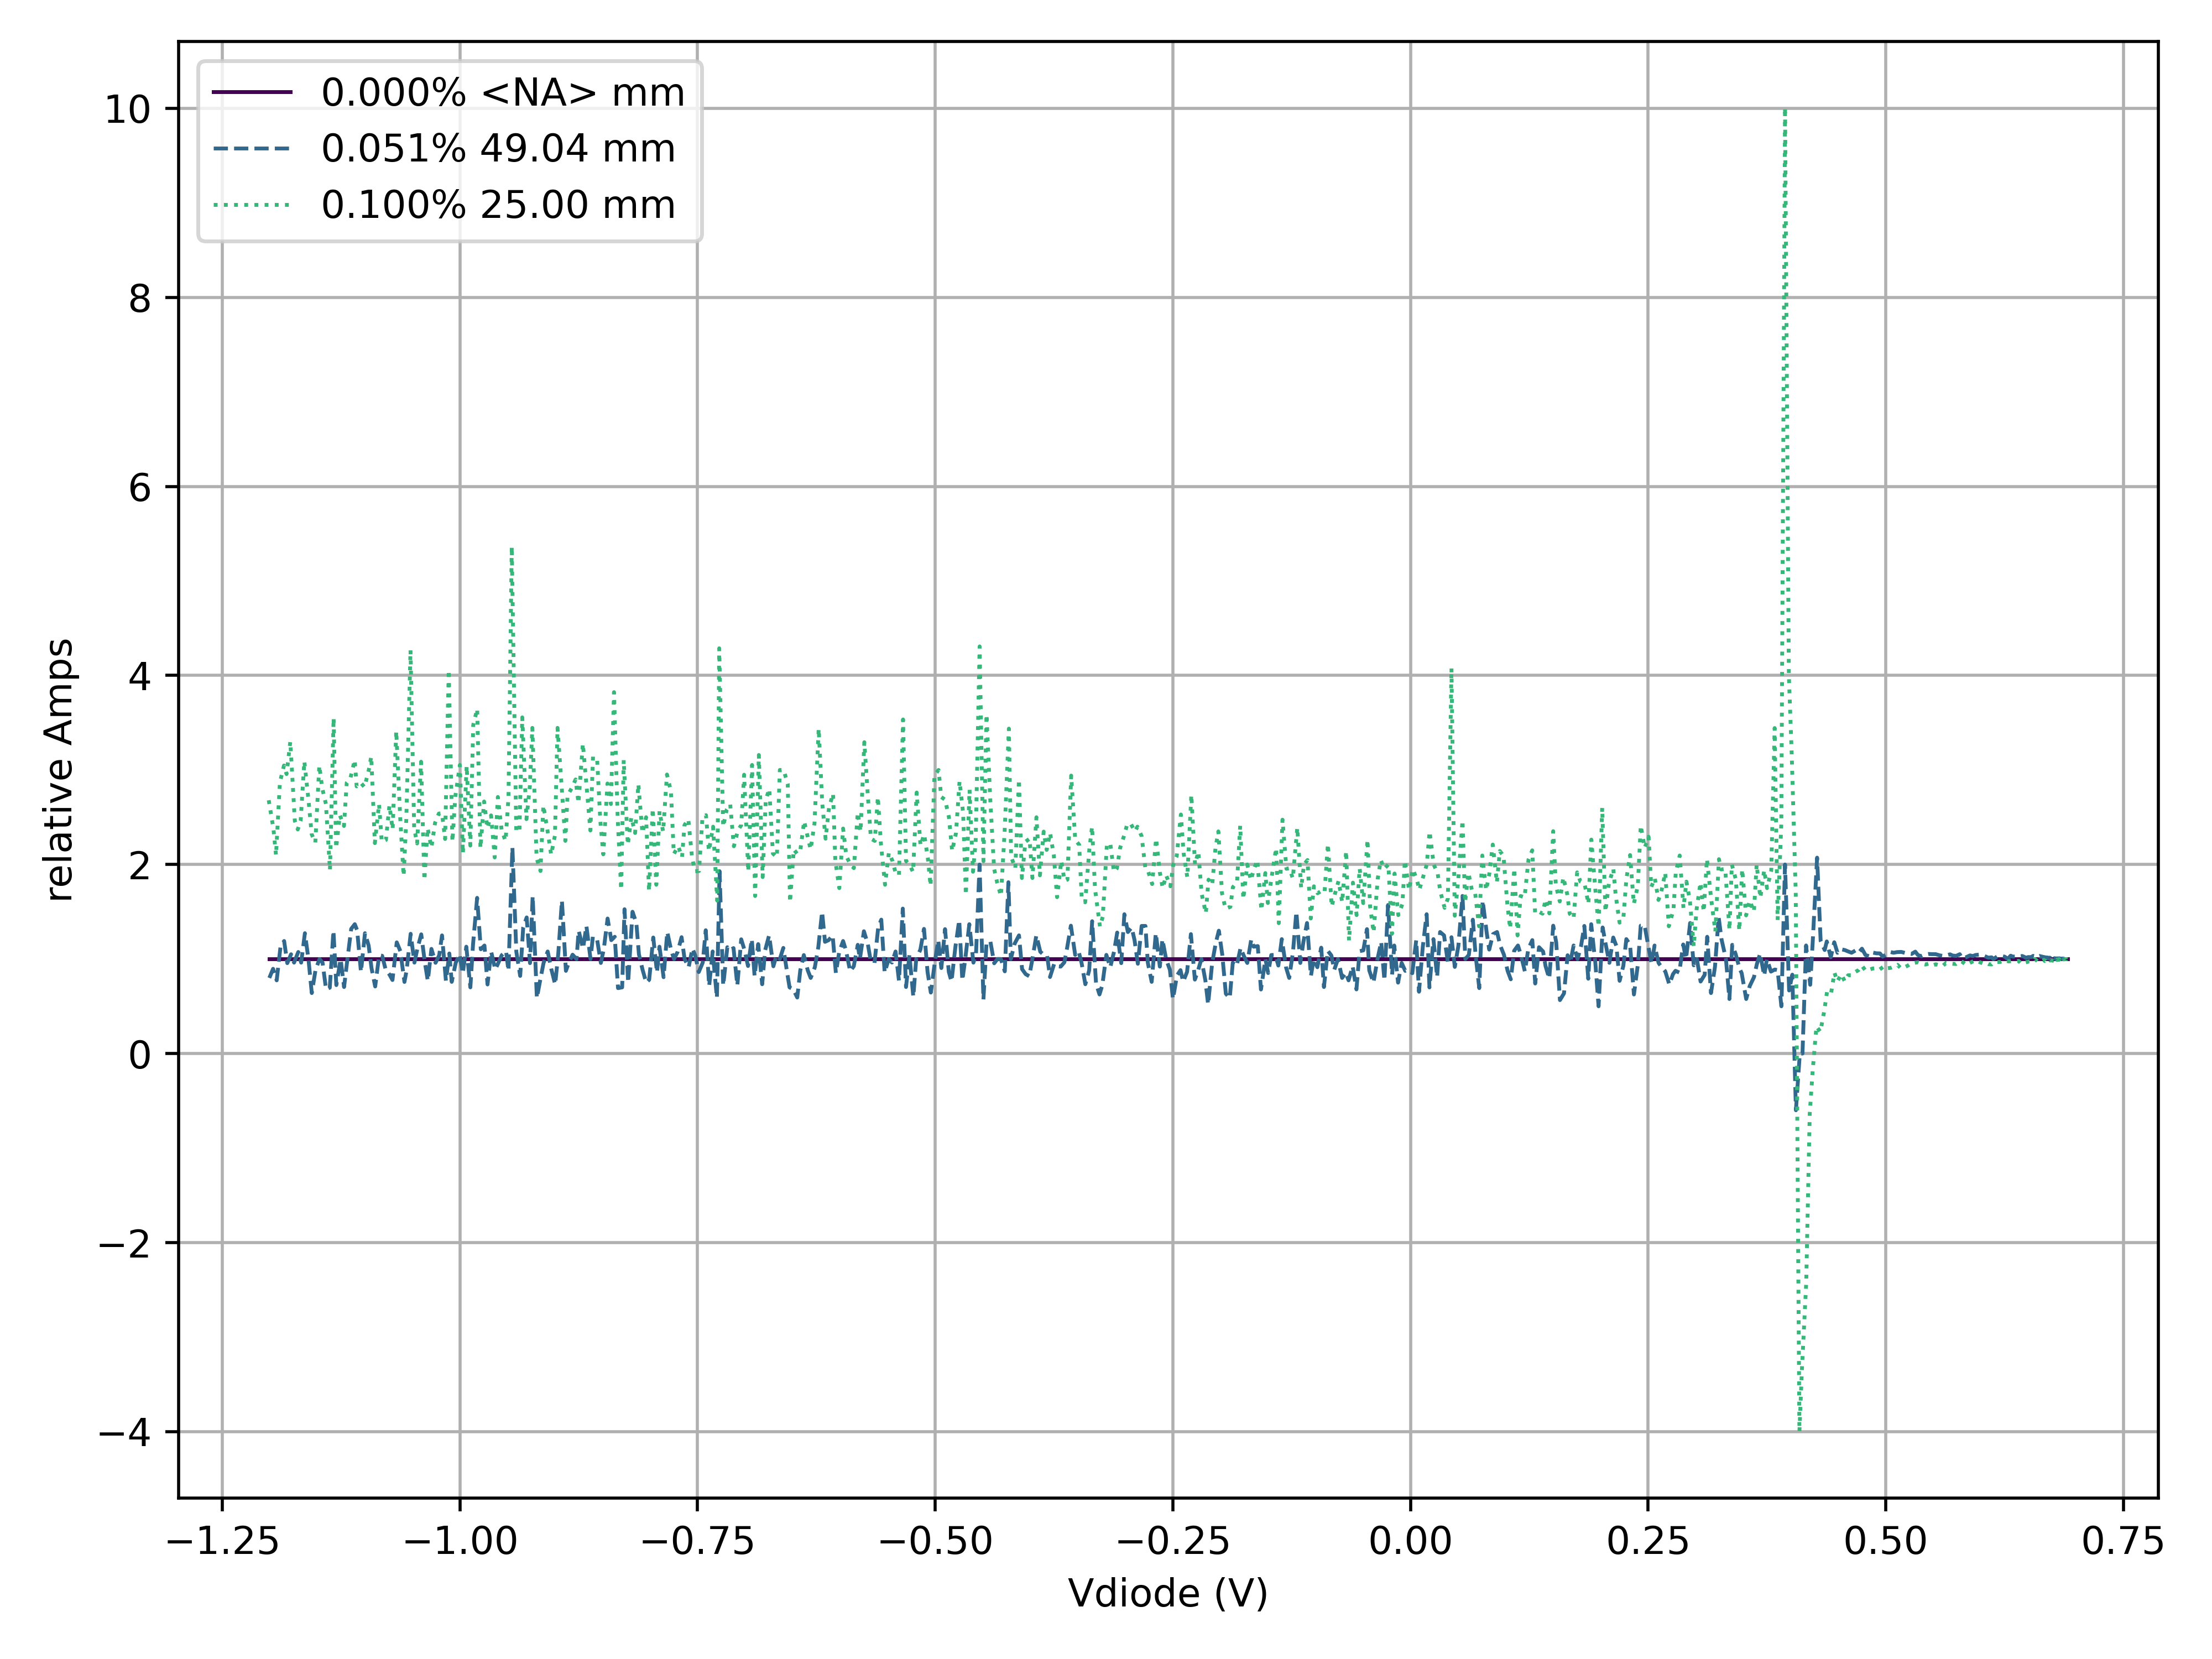 0.000% <NA> mm
0.051% 49.04 mm
0.100% 25.00 mm
10
8
6
4
2
0
−2
−4
relative Amps
−1.25 −1.00 −0.75 −0.50 −0.25 0.00 0.25 0.50 0.75
Vdiode (V)